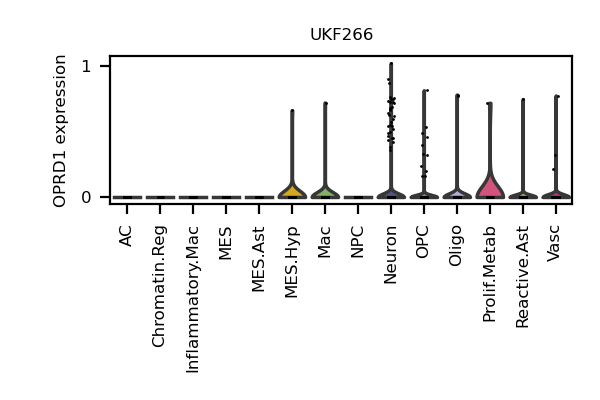 UKF266
OPRD1 expression
1
0
AC
Chromatin.Reg
Inflammatory.Mac
MES
MES.Ast
MES.Hyp
Mac
NPC
Neuron
OPC
Oligo
Prolif.Metab
Reactive.Ast
Vasc